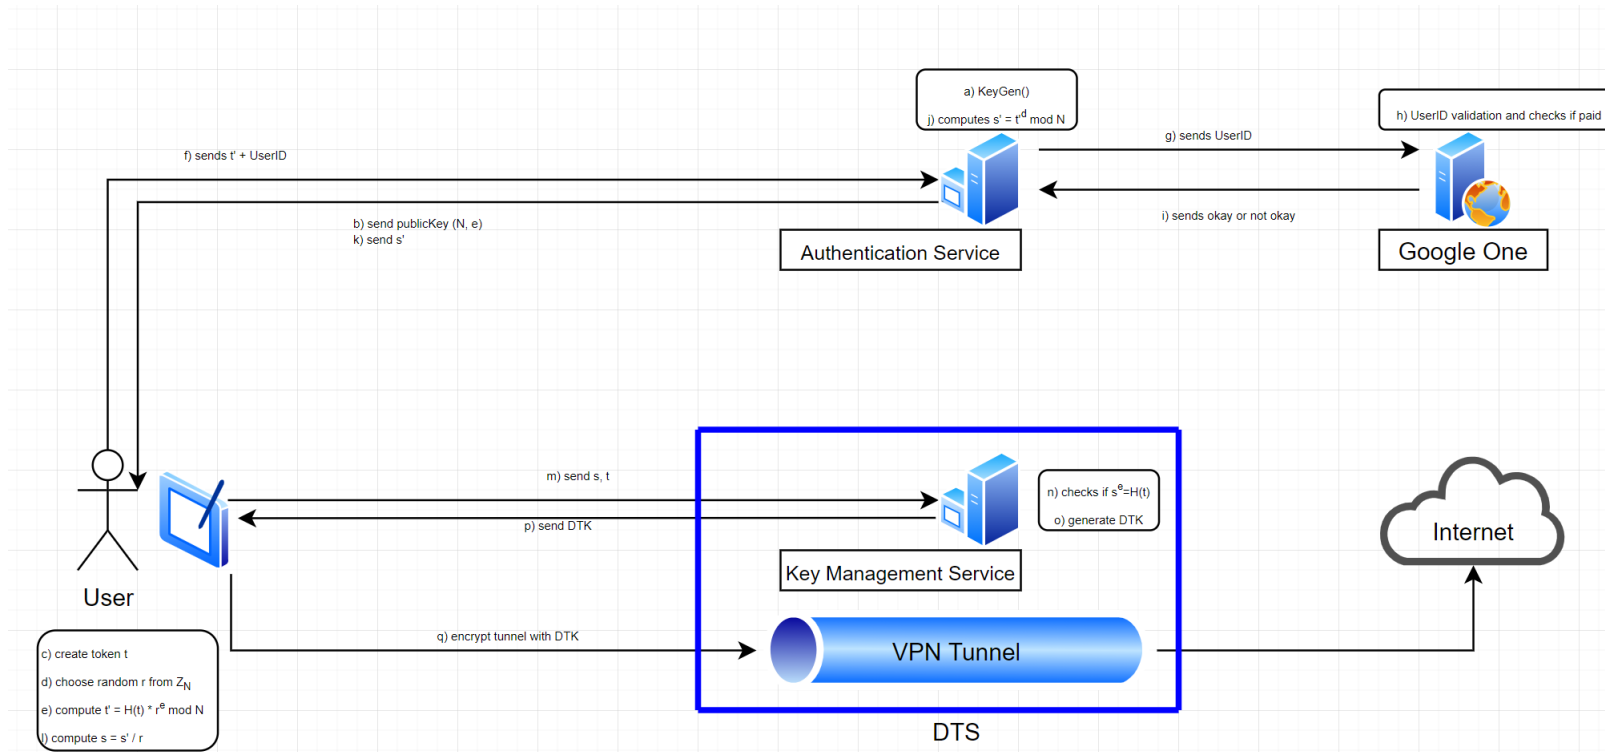 a) KeyGen()
j) computes s' = t'^d mod N
h) UserID validation and checks if paid
g) sends UserID
f) sends t' + UserID
i) sends okay or not okay
b) send publicKey (N, e)
k) send s'
Authentication Service
Google One
m) send s, t
n) checks if s^e=H(t)
o) generate DTK
p) send DTK
Internet
Key Management Service
User
q) encrypt tunnel with DTK
VPN Tunnel
c) create token t
d) choose random r from Z_N
e) compute t' = H(t) * r^e mod N
l) compute s = s' / r
DTS